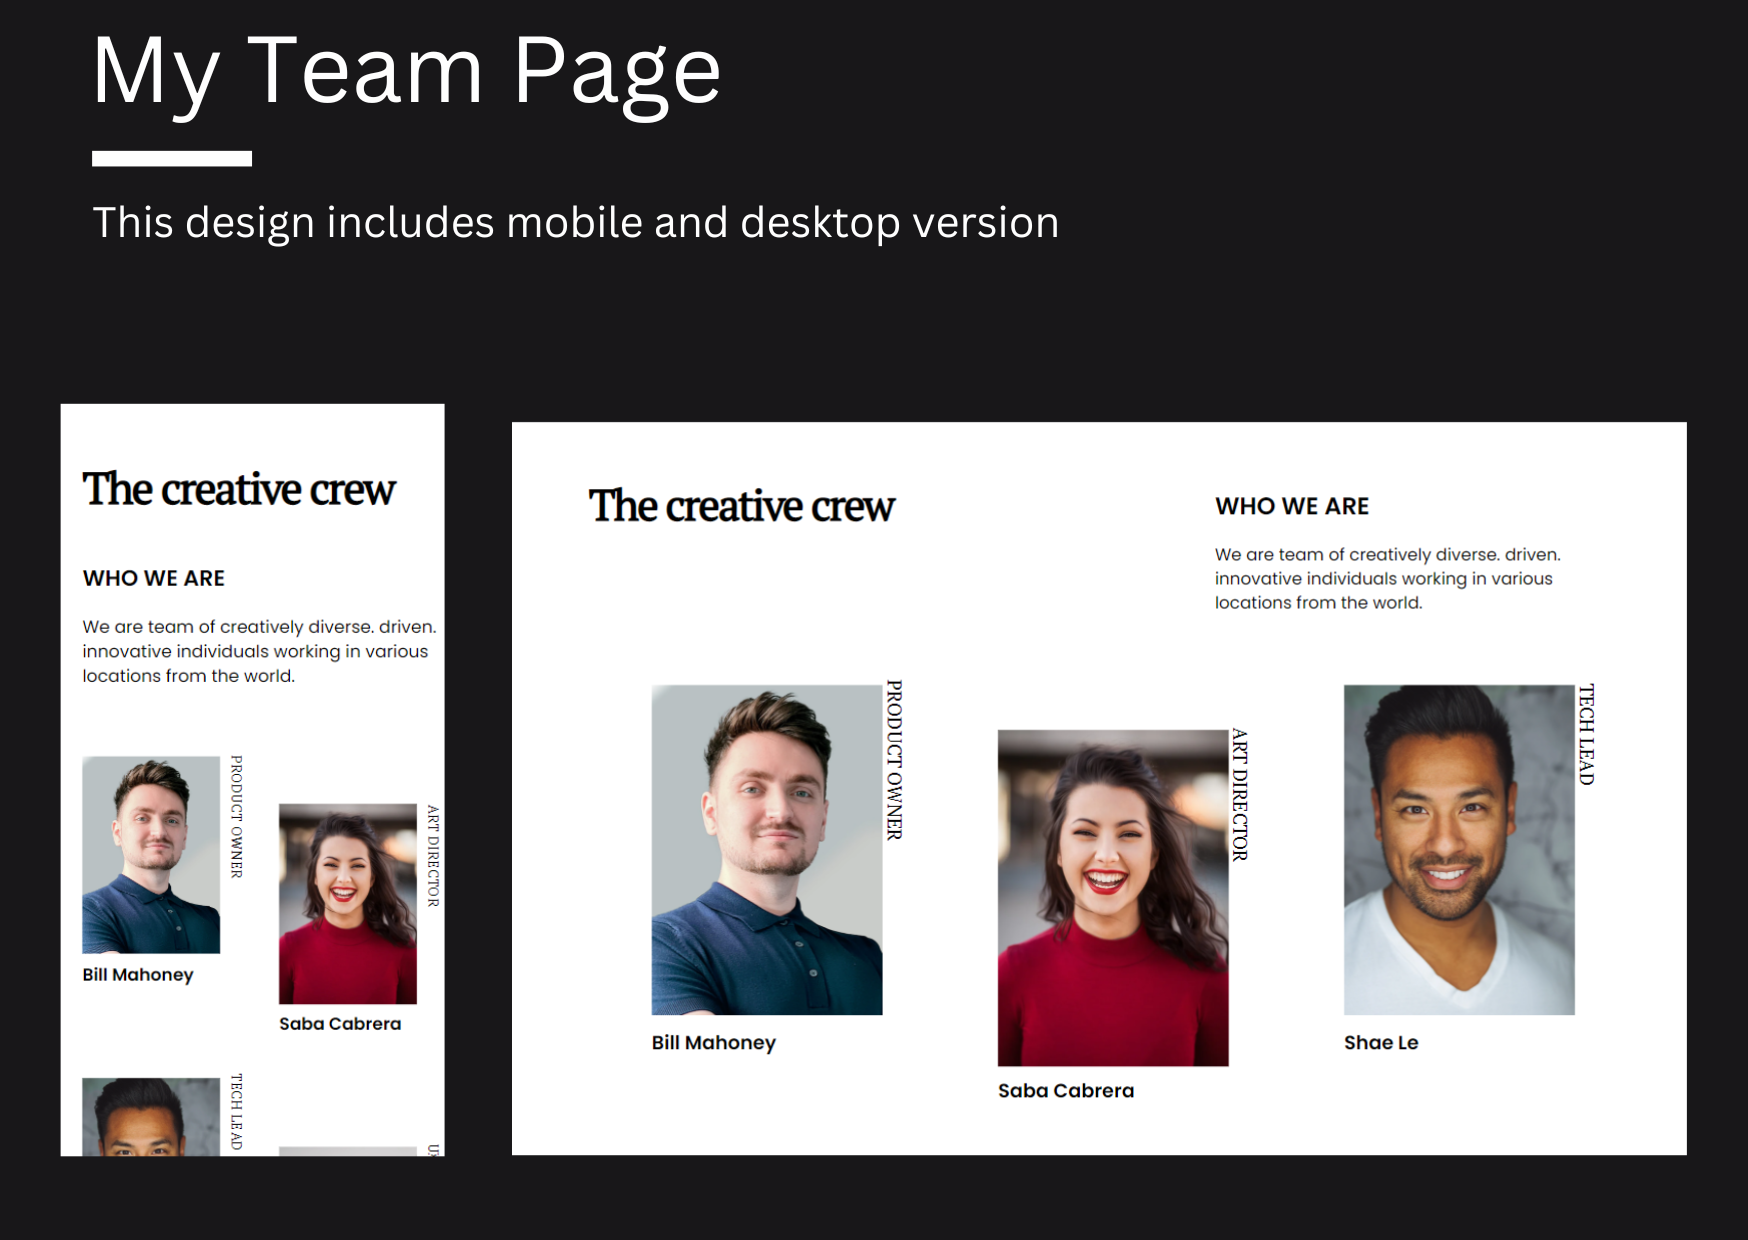 My Team Page
This design includes mobile and desktop version
The creative crew
WHO WE ARE
We are team of creatively diverse. driven.
innovative individuals working in various
locations from the world.
PRODUCT OWNER
Bill Mahoney
ART DIRECTOR
Saba Cabrera
TECH LEAD
The creative crew
WHO WE ARE
We are team of creatively diverse. driven.
innovative individuals working in various
locations from the world.
PRODUCT OWNER
Bill Mahoney
ART DIRECTOR
Saba Cabrera
TECH LEAD
Shae Le